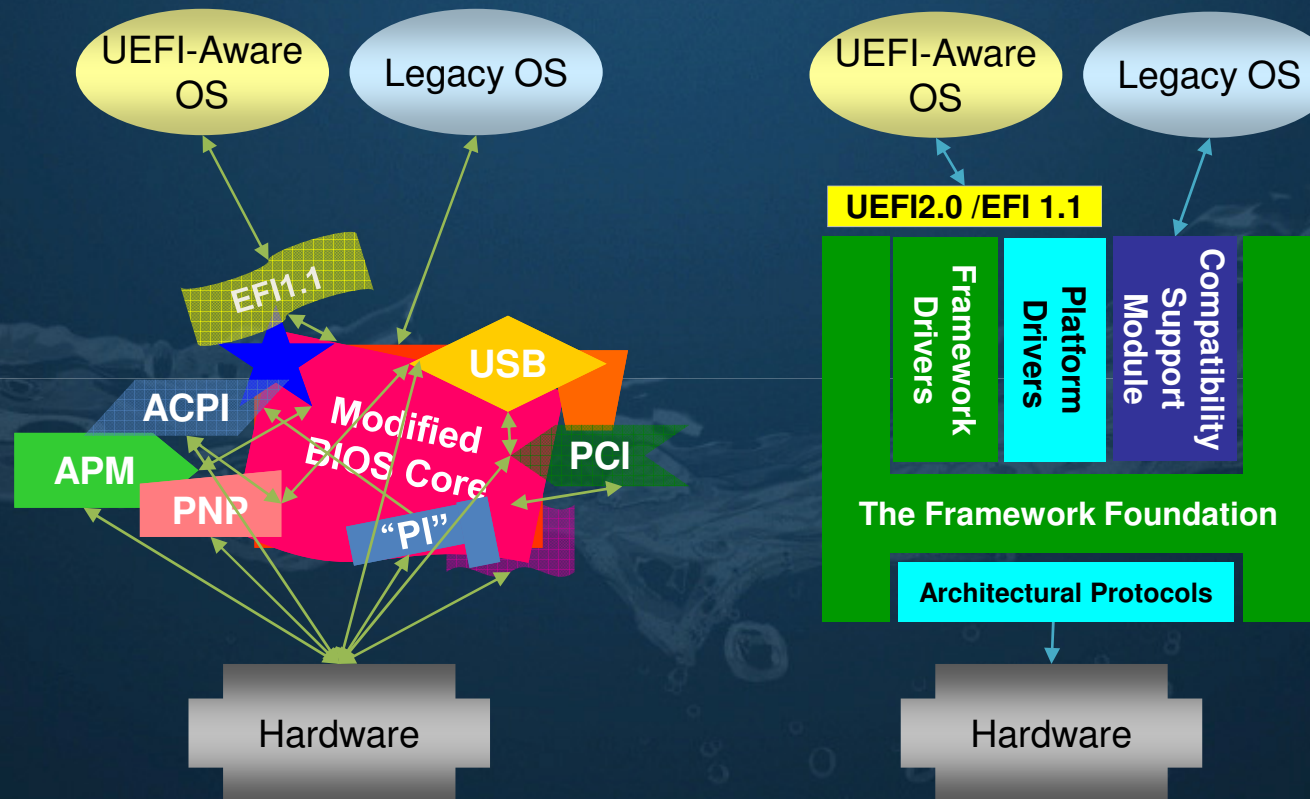 UEFI-Aware
OS
Legacy OS
EFI1.1
USB
ACPI
Modified
BIOS Core
APM
PCI
PNP
“PI”
Hardware
UEFI-Aware
OS
Legacy OS
UEFI2.0 /EFI 1.1
Framework
Drivers
Platform
Drivers
Compatibility
Support
Module
The Framework Foundation
Architectural Protocols
Hardware